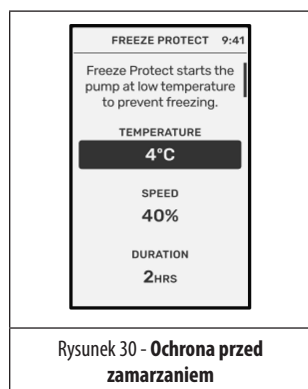 FREEZE PROTECT 9:41
Freeze Protect starts the
pump at low temperature
to prevent freezing.
TEMPERATURE
4°C
SPEED
40%
DURATION
2HRS
Rysunek 30 - Ochrona przed
zamarzaniem